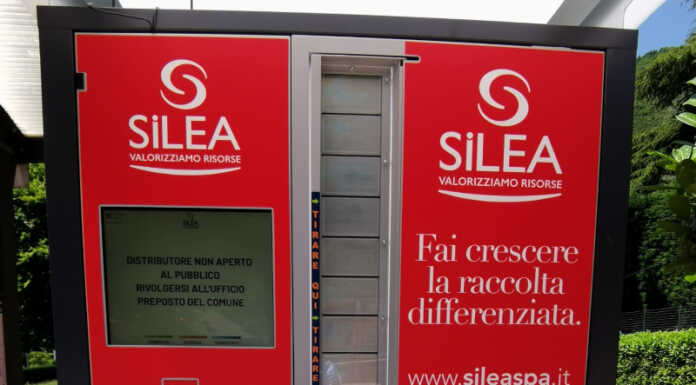 SiLEA
VALORIZZIAMO RISORSE
DISTRIBUTORE NON APERTO
AL PUBBLICO
RIVOLGERSI ALL'UFFICIO
PREPOSTO DEL COMUNE
TIRARE QUI TIRARE
SiLEA
VALORIZZIAMO RISORSE
Fai crescere
la raccolta
differenziata.
www.sileaspa.it